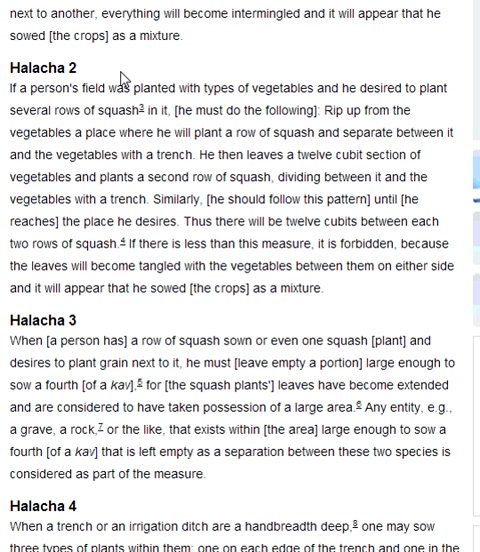 next to another, everything will become intermingled and it will appear that he
sowed [the crops] as a mixture.
Halacha 2
If a person's field was planted with types of vegetables and he desired to plant
several rows of squash3 in it, [he must do the following]: Rip up from the
vegetables a place where he will plant a row of squash and separate between it
and the vegetables with a trench. He then leaves a twelve cubit section of
vegetables and plants a second row of squash, dividing between it and the
vegetables with a trench. Similarly, [he should follow this pattern] until [he
reaches] the place he desires. Thus there will be twelve cubits between each
two rows of squash.4 If there is less than this measure, it is forbidden, because
the leaves will become tangled with the vegetables between them on either side
and it will appear that he sowed [the crops] as a mixture.
Halacha 3
When [a person has] a row of squash sown or even one squash [plant] and
desires to plant grain next to it, he must [leave empty a portion] large enough to
sow a fourth [of a kav],5 for [the squash plants'] leaves have become extended
and are considered to have taken possession of a large area.6 Any entity, e.g.,
a grave, a rock,7 or the like, that exists within [the area] large enough to sow a
fourth [of a kav] that is left empty as a separation between these two species is
considered as part of the measure.
Halacha 4
When a trench or an irrigation ditch are a handbreadth deep,8 one may sow
three types of plants within them: one on each edge of the trench and one in the